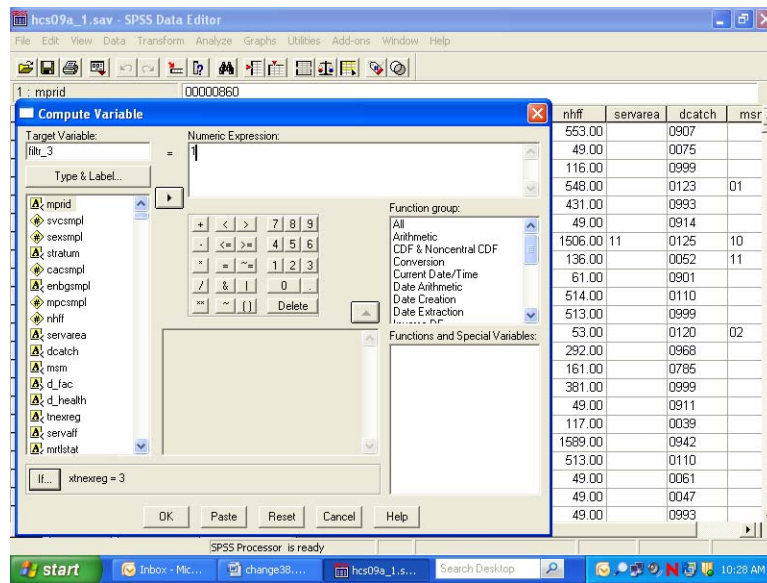 hcs09a_1.sav - SPSS Data Editor
File Edit View Data Transform Analyze Graphs Utilities Add-ons Window Help
1 : mprid 00000860
Compute Variable
Target Variable: Numeric Expression:
filtr_3 = 1
Type & Label...
mprid
svcsmpl
sexsmpl
stratum
cacsmpl
enbgsmpl
mpcsmpl
nhff
servarea
dcatch
msm
d_fac
d_health
tnexreg
servaff
mrtlstat
+ < > 7 8 9
- <= >= 4 5 6
* = ~= 1 2 3
/ & | 0 .
** ~ () Delete
Function group:
All
Arithmetic
CDF & Noncentral CDF
Conversion
Current Date/Time
Date Arithmetic
Date Creation
Date Extraction
Functions and Special Variables:
If... xtnexreg = 3
OK Paste Reset Cancel Help
nhff servarea dcatch msr
553.00 0907
49.00 0075
116.00 0999
548.00 0123 01
431.00 0993
49.00 0914
1506.00 11 0125 10
136.00 0052 11
61.00 0901
514.00 0110
513.00 0999
53.00 0120 02
292.00 0968
161.00 0785
381.00 0999
49.00 0911
117.00 0039
1589.00 0942
513.00 0110
49.00 0061
49.00 0047
49.00 0993
SPSS Processor is ready
start Inbox - Mic... change38.... hcs09a_1.s... Search Desktop 10:28 AM